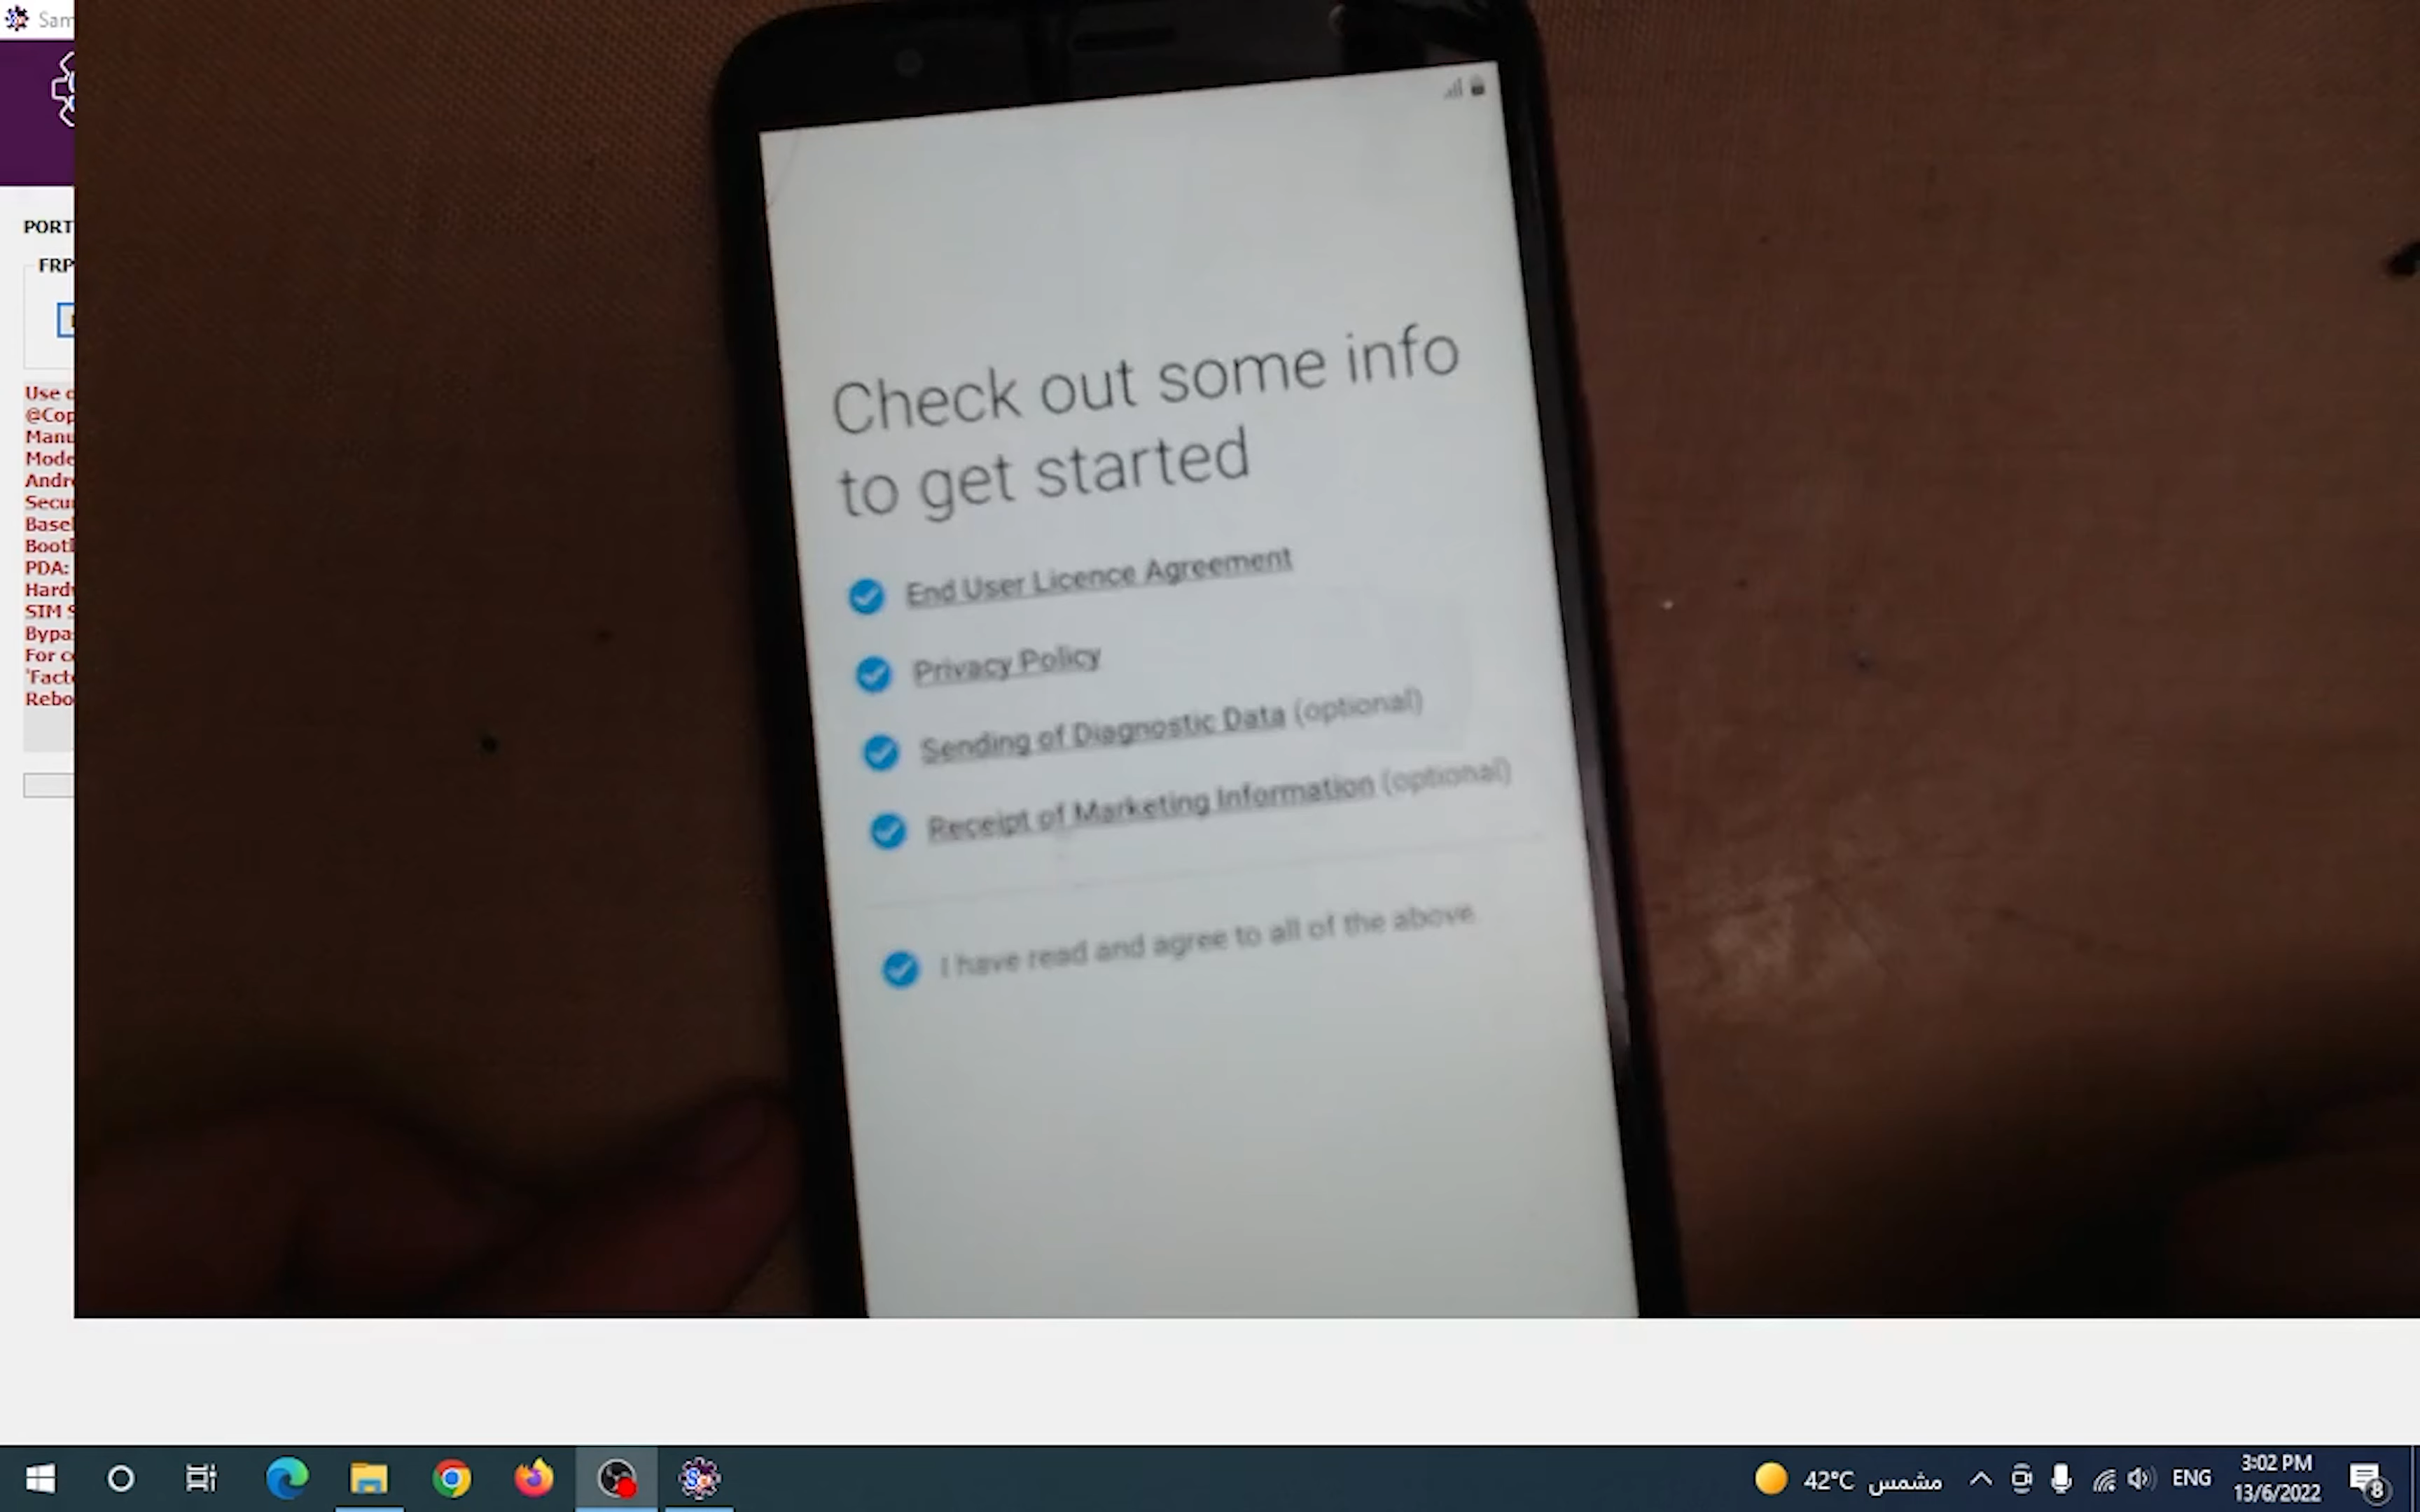 Sam
PORT
FRP
Use
@Cop
Manu
Mode
Andr
Secu
Base
Boot
PDA:
Hard
SIM S
Bypa
For c
'Fact
Rebo
Check out some info
to get started
End User Licence Agreement
Privacy Policy
Sending of Diagnostic Data (optional)
Receipt of Marketing Information (optional)
I have read and agree to all of the above
42°C مشمس
ENG
3:02 PM
13/6/2022
8